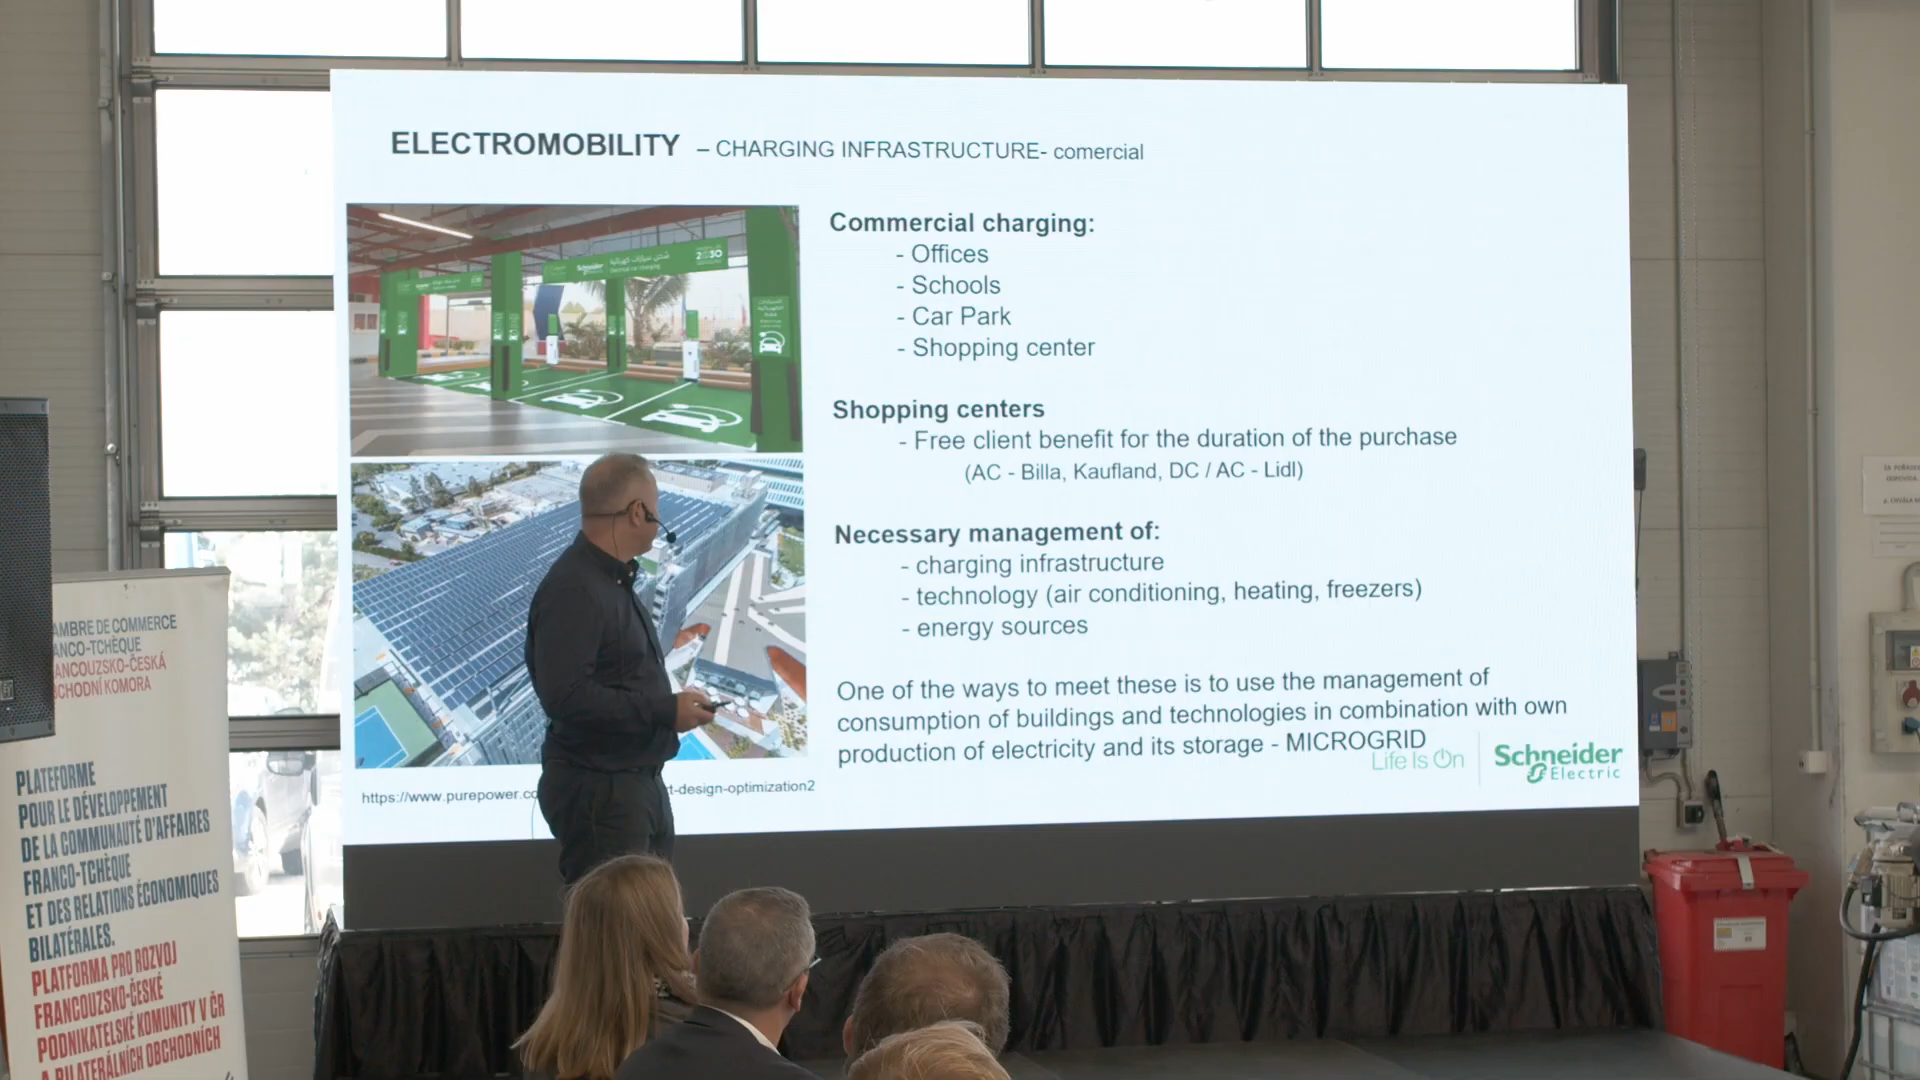 ELECTROMOBILITY – CHARGING INFRASTRUCTURE- comercial
Commercial charging:
- Offices
- Schools
- Car Park
- Shopping center
Shopping centers
- Free client benefit for the duration of the purchase
(AC - Billa, Kaufland, DC / AC - Lidl)
Necessary management of:
- charging infrastructure
- technology (air conditioning, heating, freezers)
- energy sources
One of the ways to meet these is to use the management of
consumption of buildings and technologies in combination with own
production of electricity and its storage - MICROGRID
Life Is On
Schneider
Electric
https://www.purepower.co
t-design-optimization2
Schneider
2030
AMBRE DE COMMERCE
ANCO-TCHÈQUE
ANCOUZSKO-ČESKÁ
CHODNÍ KOMORA
PLATEFORME
POUR LE DÉVELOPPEMENT
DE LA COMMUNAUTÉ D'AFFAIRES
FRANCO-TCHÈQUE
ET DES RELATIONS ÉCONOMIQUES
BILATÉRALES.
PLATFORMA PRO ROZVOJ
FRANCOUZSKO-ČESKÉ
PODNIKATELSKÉ KOMUNITY V ČR
A BILATERÁLNÍCH OBCHODNÍCH